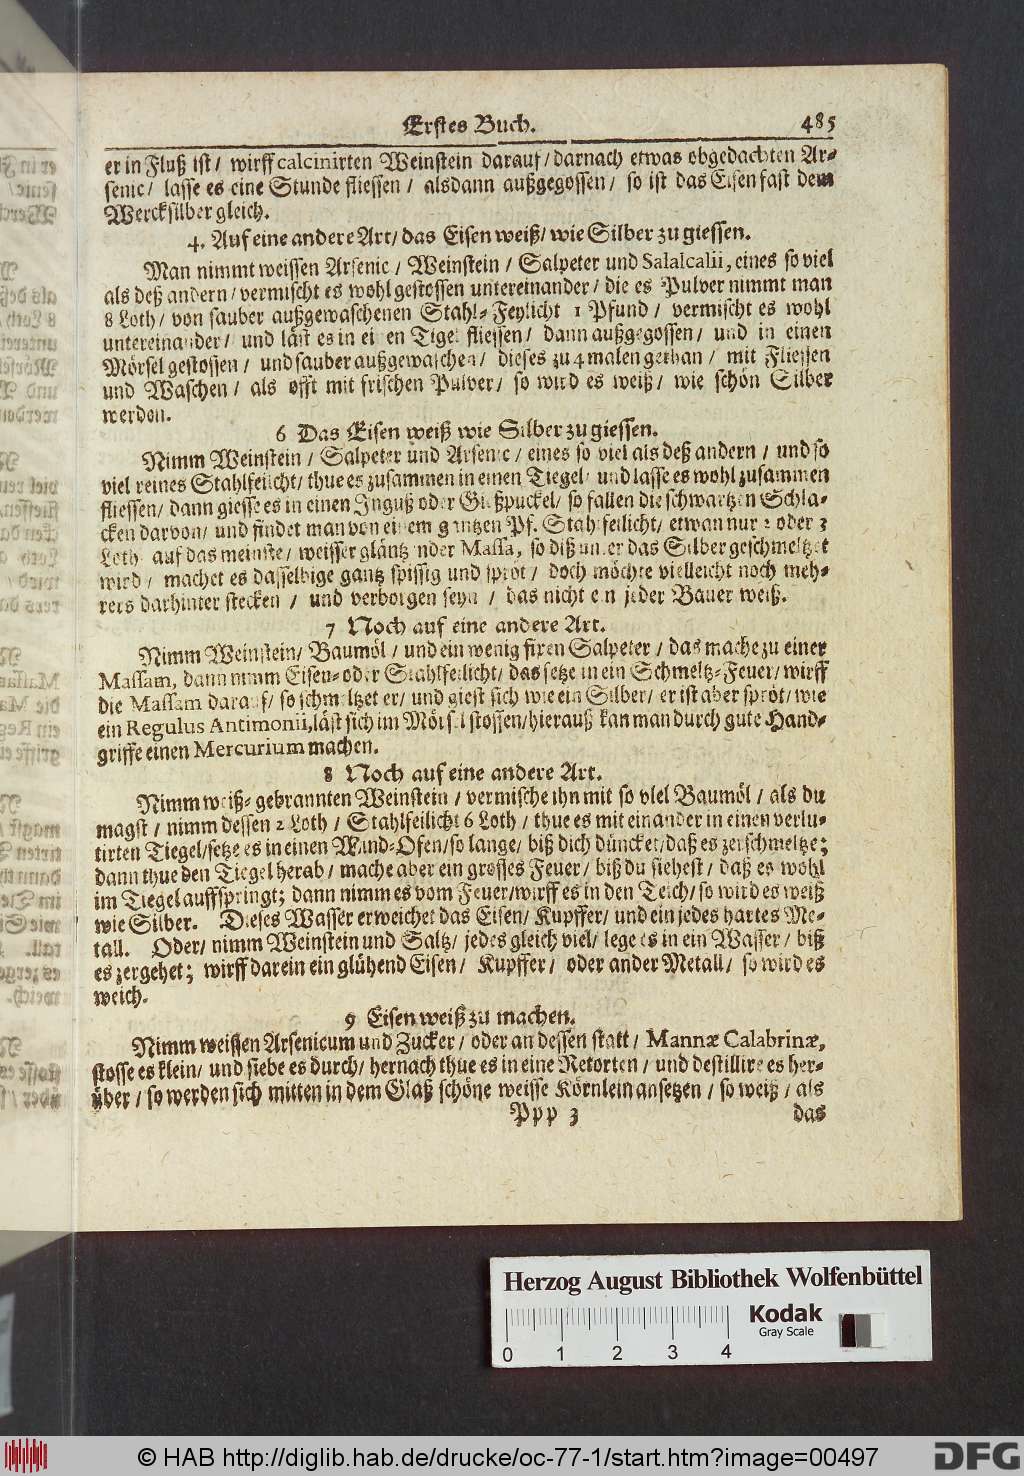 Erstes Buch. 485
er in Fluß ist / wirff calcinirten Weinstein darauf / darnach etwas obgedachten Ar-
senic / lasse es eine Stunde fliessen / alsdann außgegossen / so ist das Eisen fast dem
Wercksilber gleich.
4. Auf eine andere Art / das Eisen weiß / wie Silber zu giessen.
Man nimmt weissen Arsenic / Weinstein / Salpeter und Salalcalii, eines so viel
als deß andern / vermischt es wohl gestossen untereinander / die es Pulver nimmt man
8 Loth / von sauber außgewaschenen Stahl-Feylicht 1 Pfund / vermischt es wohl
untereinander / und läst es in einen Tigel fliessen / dann außgegossen / und in einen
Mörsel gestossen / und sauber außgewaschen / dieses zu 4 malen gethan / mit Fliessen
und Waschen / als offt mit frischen Pulver / so wird es weiß / wie schön Silber
werden.
6 Das Eisen weiß wie Silber zu giessen.
Nimm Weinstein / Salpeter und Arsenic / eines so viel als deß andern / und so
viel reines Stahlfeilicht / thue es zusammen in einen Tiegel / und lasse es wohl zusammen
fliessen / dann giesse es in einen Jnguß oder Gießpuckel / so fallen die schwartzen Schla-
cken darvon / und findet man von einem gantzen Pf. Stahlfeilicht / etwan nur 2 oder 3
Loth auf das meinste / weisser gläntzender Massa, so diß unter das Silber geschmeltzet
wird / machet es dasselbige gantz spissig und spröt / doch möchte vielleicht noch meh-
rers darhinter stecken / und verborgen seyn / das nicht ein jeder Bauer weiß.
7 Noch auf eine andere Art.
Nimm Weinstein / Baumöl / und ein wenig fixen Salpeter / das mache zu einer
Massam, dann nimm Eisen- oder Stahlfeilicht / das setze in ein Schmeltz-Feuer / wirff
die Massam darauf / so schmeltzet er / und giest sich wie ein Silber / er ist aber spröt / wie
ein Regulus Antimonii, läst sich im Mörsel stossen / hierauß kan man durch gute Hand-
griffe einen Mercurium machen.
8 Noch auf eine andere Art.
Nimm weiß-gebrannten Weinstein / vermische ihn mit so viel Baumöl / als du
magst / nimm dessen 2 Loth / Stahlfeilicht 6 Loth / thue es mit einander in einen verlu-
tirten Tiegel / setze es in einen Wind-Ofen / so lange / biß dich düncket / daß es zerschmeltze;
dann thue den Tiegel herab / mache aber ein grosses Feuer / biß du siehest / daß es wohl
im Tiegel auffspringt; dann nimm es vom Feuer / wirff es in den Teich / so wird es weiß
wie Silber. Dieses Wasser erweichet das Eisen / Kupffer / und ein jedes hartes Me-
tall. Oder / nimm Weinstein und Saltz / jedes gleich viel / lege es in ein Wasser / biß
es zergehet; wirff darein ein glühend Eisen / Kupffer / oder ander Metall / so wird es
weich.
9 Eisen weiß zu machen.
Nimm weissen Arsenicum und Zucker / oder an dessen statt / Mannæ Calabrinæ,
stosse es klein / und siebe es durch / hernach thue es in eine Retorten / und destillire es her-
über / so werden sich mitten in dem Glaß schöne weisse Körnlein ansetzen / so weiß / als
Ppp 3 das
Herzog August Bibliothek Wolfenbüttel
Kodak
Gray Scale
0 1 2 3 4
© HAB http://diglib.hab.de/drucke/oc-77-1/start.htm?image=00497
DFG